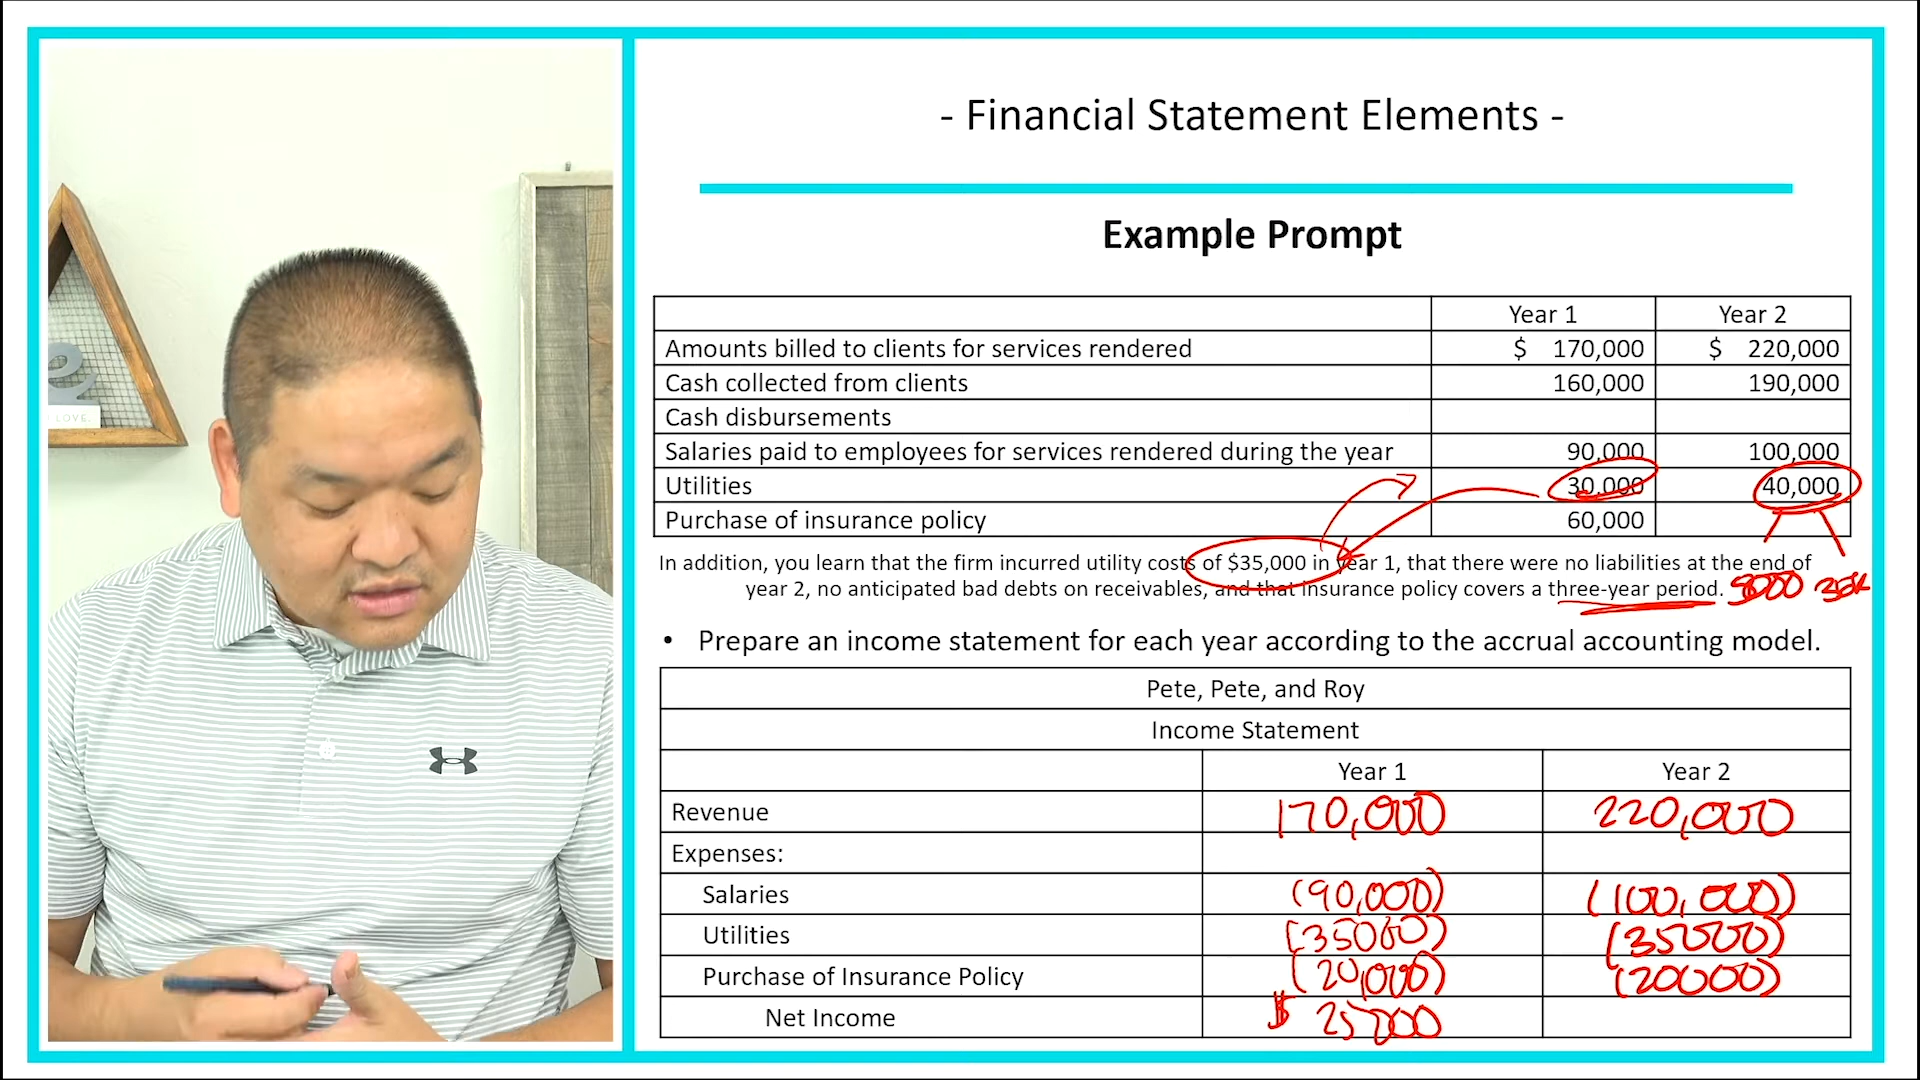 - Financial Statement Elements -
Example Prompt
Year 1 Year 2
Amounts billed to clients for services rendered $ 170,000 $ 220,000
Cash collected from clients 160,000 190,000
Cash disbursements
Salaries paid to employees for services rendered during the year 90,000 100,000
Utilities 30,000 40,000
Purchase of insurance policy 60,000
In addition, you learn that the firm incurred utility costs of $35,000 in year 1, that there were no liabilities at the end of
year 2, no anticipated bad debts on receivables, and that insurance policy covers a three-year period. 5000 35k
• Prepare an income statement for each year according to the accrual accounting model.
Pete, Pete, and Roy
Income Statement
Year 1 Year 2
Revenue 170,000 220,000
Expenses:
Salaries (90,000) (100,000)
Utilities (35000) (35000)
Purchase of Insurance Policy (20,000) (20000)
Net Income $ 25000
LOVE.